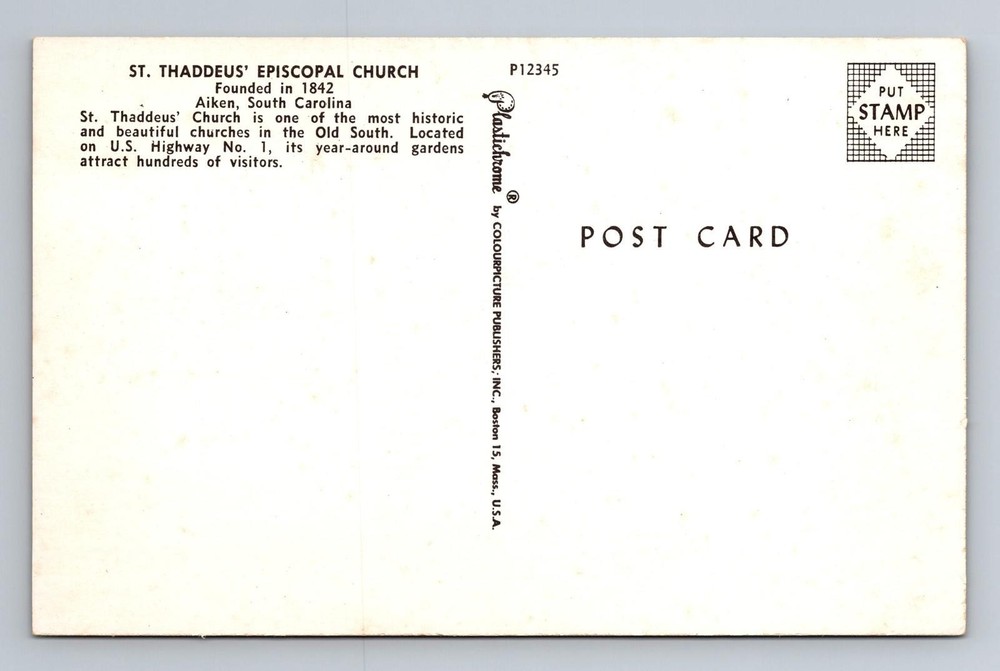 ST. THADDEUS' EPISCOPAL CHURCH
Founded in 1842
Aiken, South Carolina
St. Thaddeus' Church is one of the most historic
and beautiful churches in the Old South. Located
on U.S. Highway No. 1, its year-around gardens
attract hundreds of visitors.
P12345
Plastichrome ® by COLOURPICTURE PUBLISHERS, INC., Boston 15, Mass., U.S.A.
PUT
STAMP
HERE
POST CARD